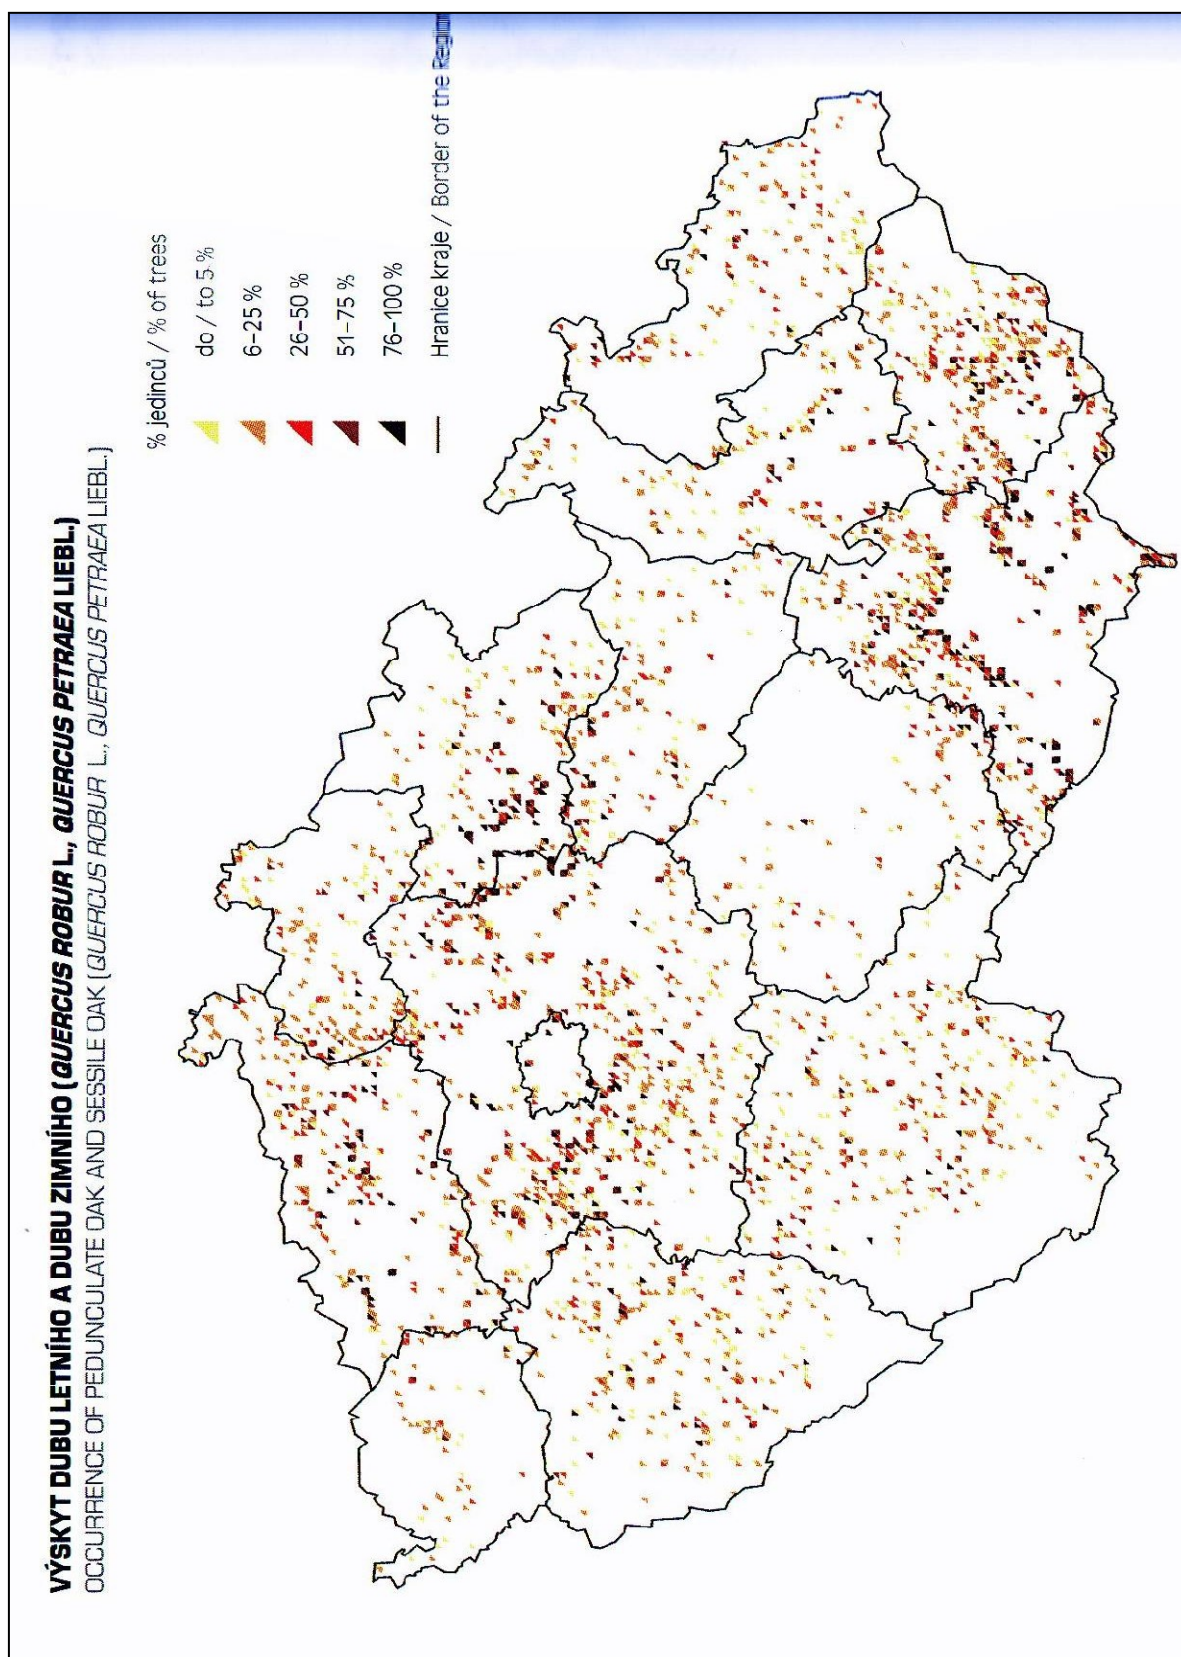 VÝSKYT DUBU LETNÍHO A DUBU ZIMNÍHO (QUERCUS ROBUR L., QUERCUS PETRAEA LIEBL.)
OCCURRENCE OF PEDUNCULATE OAK AND SESSILE OAK (QUERCUS ROBUR L., QUERCUS PETRAEA LIEBL.)
% jedinců / % of trees
do / to 5 %
6–25 %
26–50 %
51–75 %
76–100 %
Hranice kraje / Border of the Region